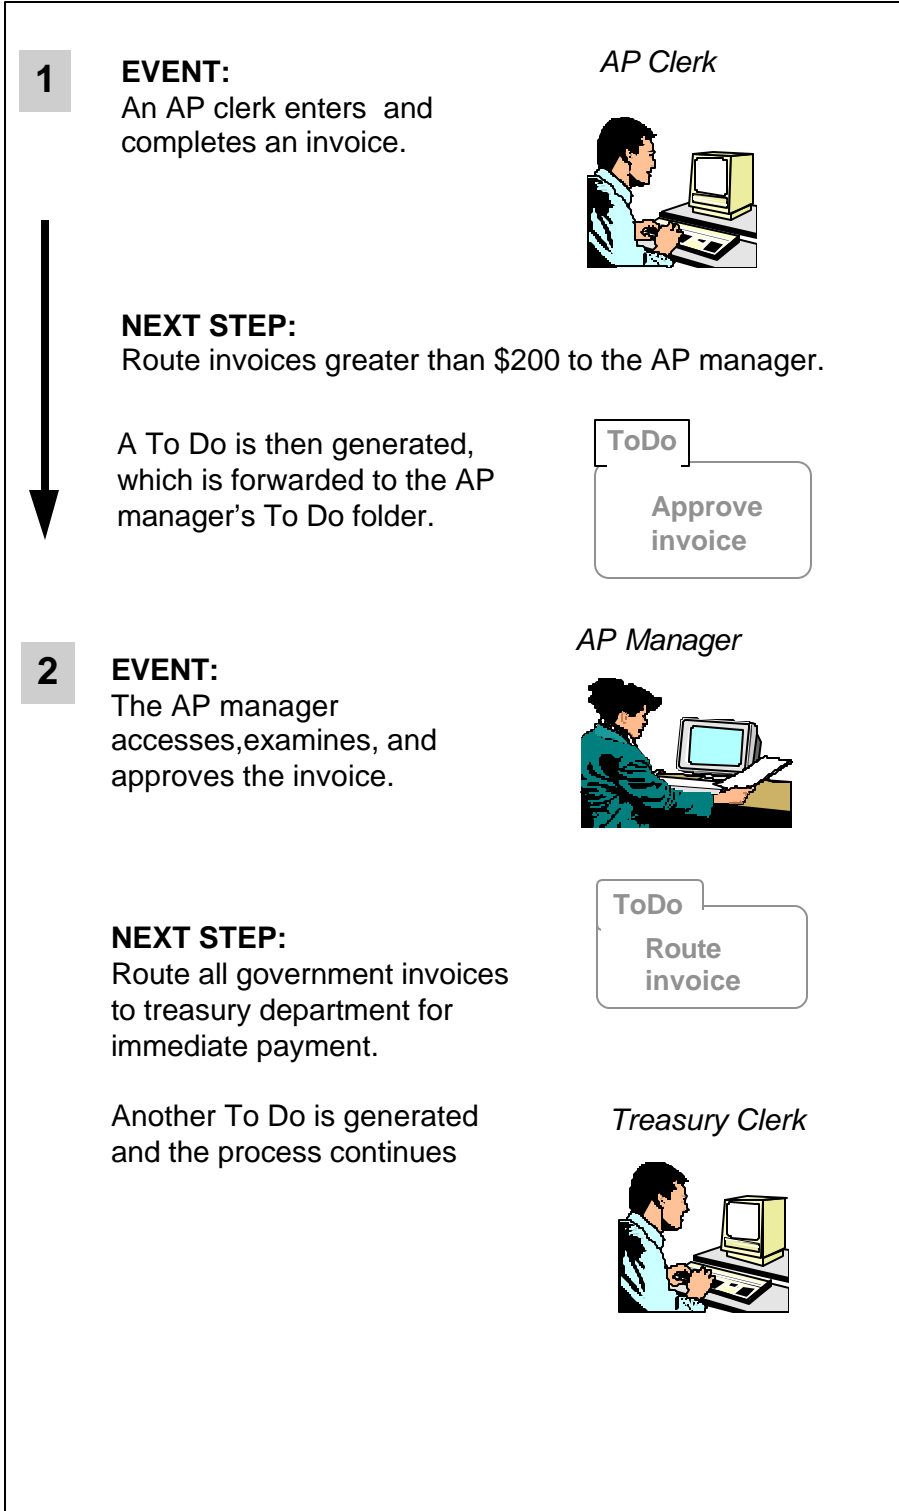 1
EVENT:
An AP clerk enters  and
completes an invoice.
AP Clerk
NEXT STEP:
Route invoices greater than $200 to the AP manager.
A To Do is then generated,
which is forwarded to the AP
manager’s To Do folder.
ToDo
Approve
invoice
2
EVENT:
The AP manager
accesses,examines, and
approves the invoice.
AP Manager
NEXT STEP:
Route all government invoices
to treasury department for
immediate payment.
ToDo
Route
invoice
Another To Do is generated
and the process continues
Treasury Clerk